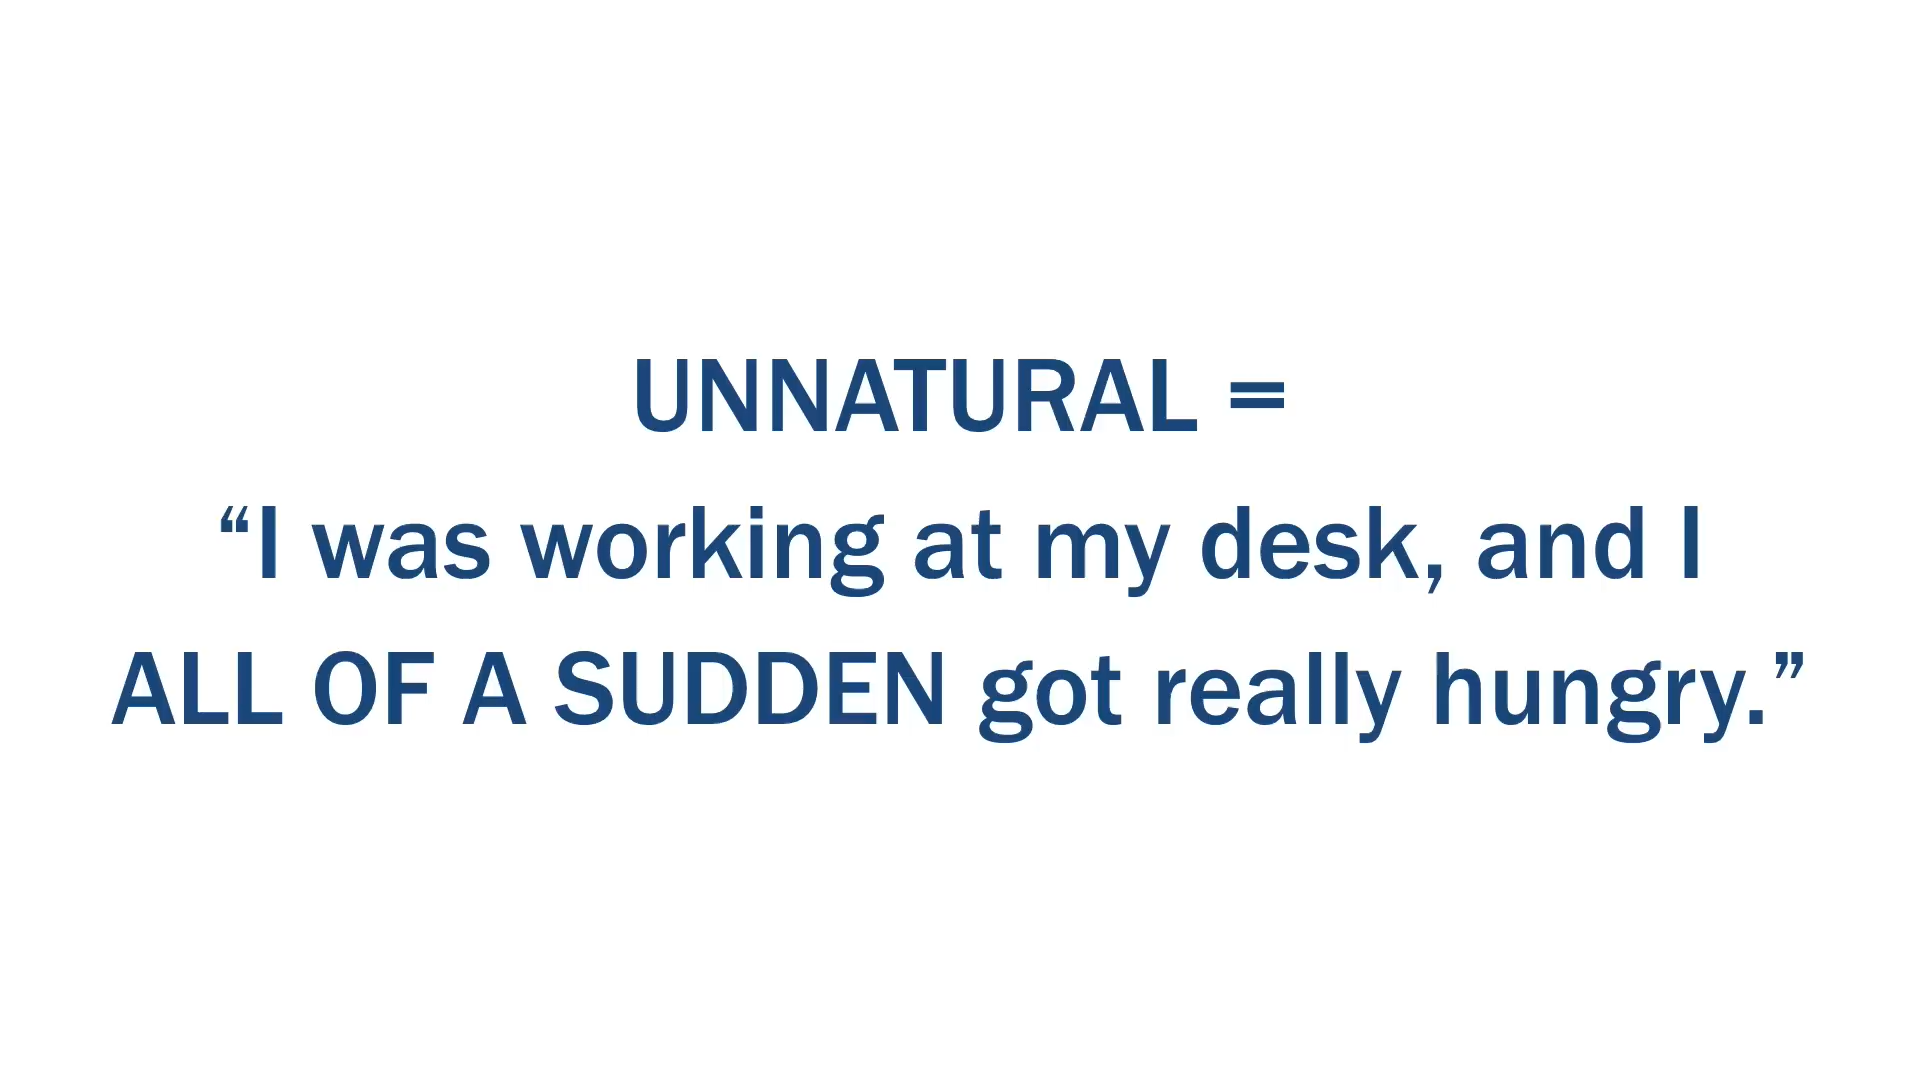 UNNATURAL =
“I was working at my desk, and I
ALL OF A SUDDEN got really hungry.”